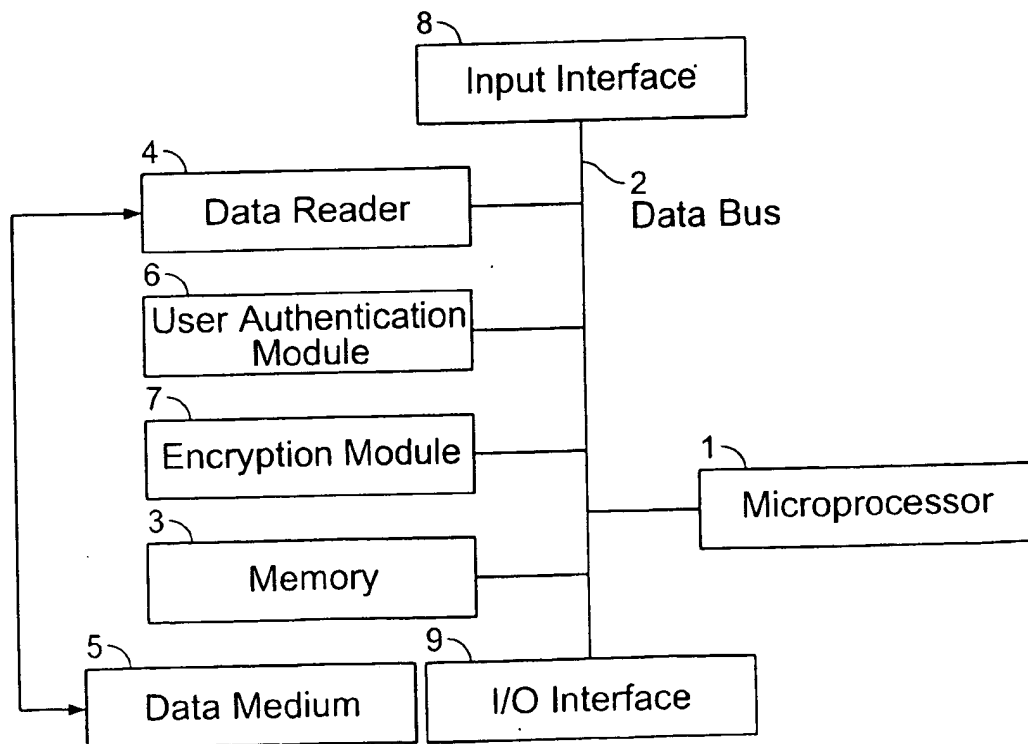 8
Input Interface
4
Data Reader
2
Data Bus
6
User Authentication
Module
7
Encryption Module
1
Microprocessor
3
Memory
5
Data Medium
9
I/O Interface